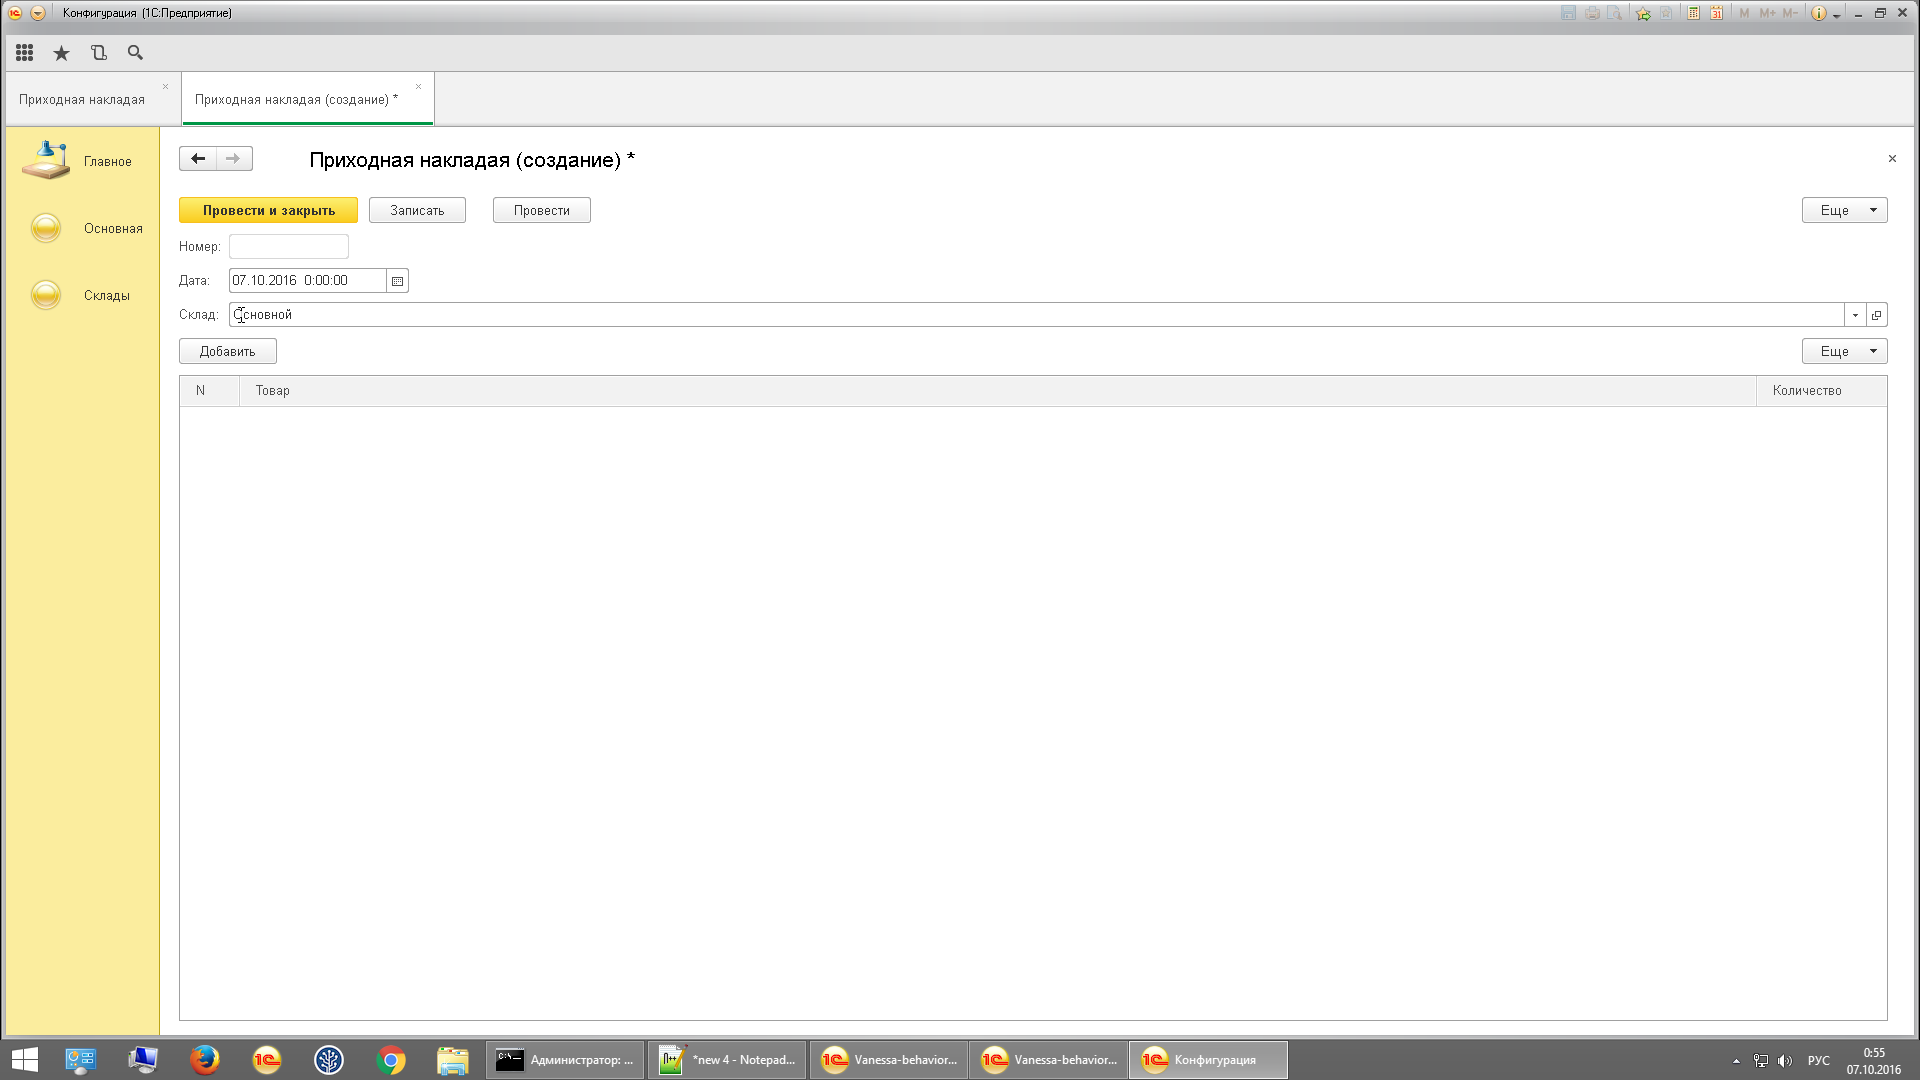 Конфигурация (1С:Предприятие)
M M+ M-
Приходная накладая
Приходная накладая (создание) *
Главное
Основная
Склады
Приходная накладая (создание) *
Провести и закрыть
Записать
Провести
Еще
Номер:
Дата: 07.10.2016 0:00:00
Склад: Основной
Добавить
Еще
N Товар Количество
Администратор: ...
*new 4 - Notepad...
Vanessa-behavior...
Vanessa-behavior...
Конфигурация
РУС
0:55
07.10.2016